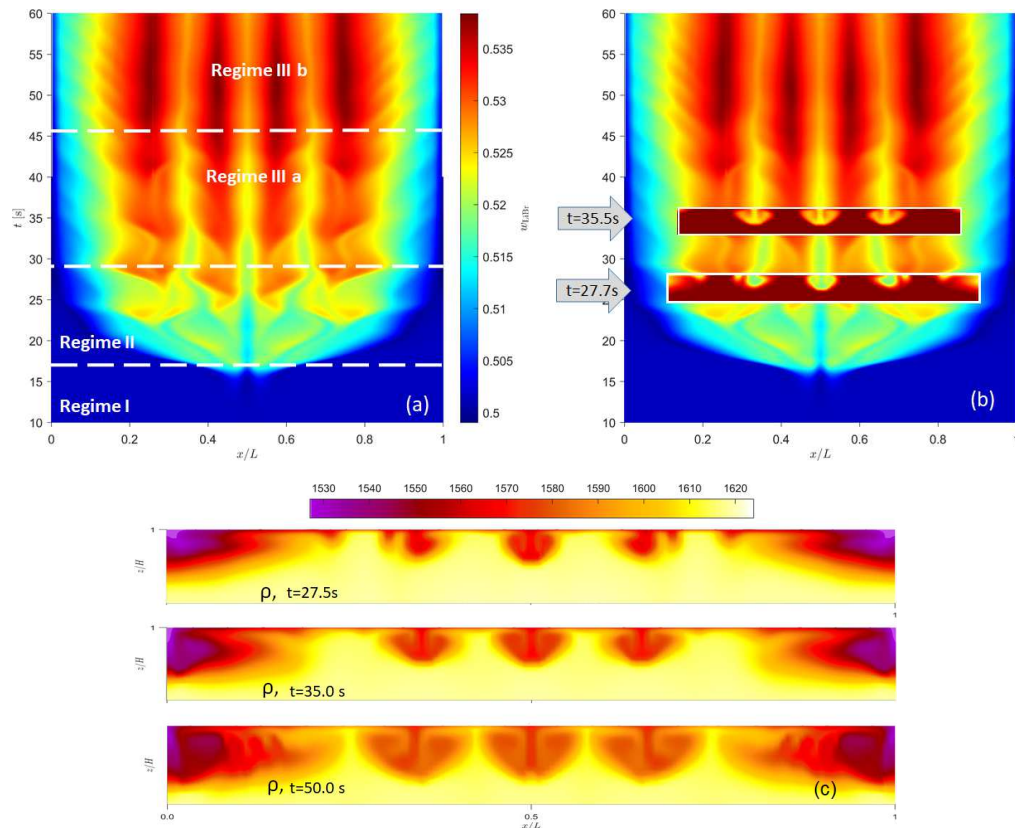 60
55
50
45
40
35
30
25
20
15
10
t [s]
Regime III b
Regime III a
Regime II
Regime I
(a)
0 0.2 0.4 0.6 0.8 1
x/L
0.535
0.53
0.525
0.52
0.515
0.51
0.505
0.5
wLiBr
60
55
50
45
40
35
30
25
20
15
10
t=35.5s
t=27.7s
(b)
0 0.2 0.4 0.6 0.8 1
x/L
1530 1540 1550 1560 1570 1580 1590 1600 1610 1620
1
z/H
ρ, t=27.5s
1
1
z/H
ρ, t=35.0 s
z/H
ρ, t=50.0 s
(c)
0.0 0.5 1
x/L